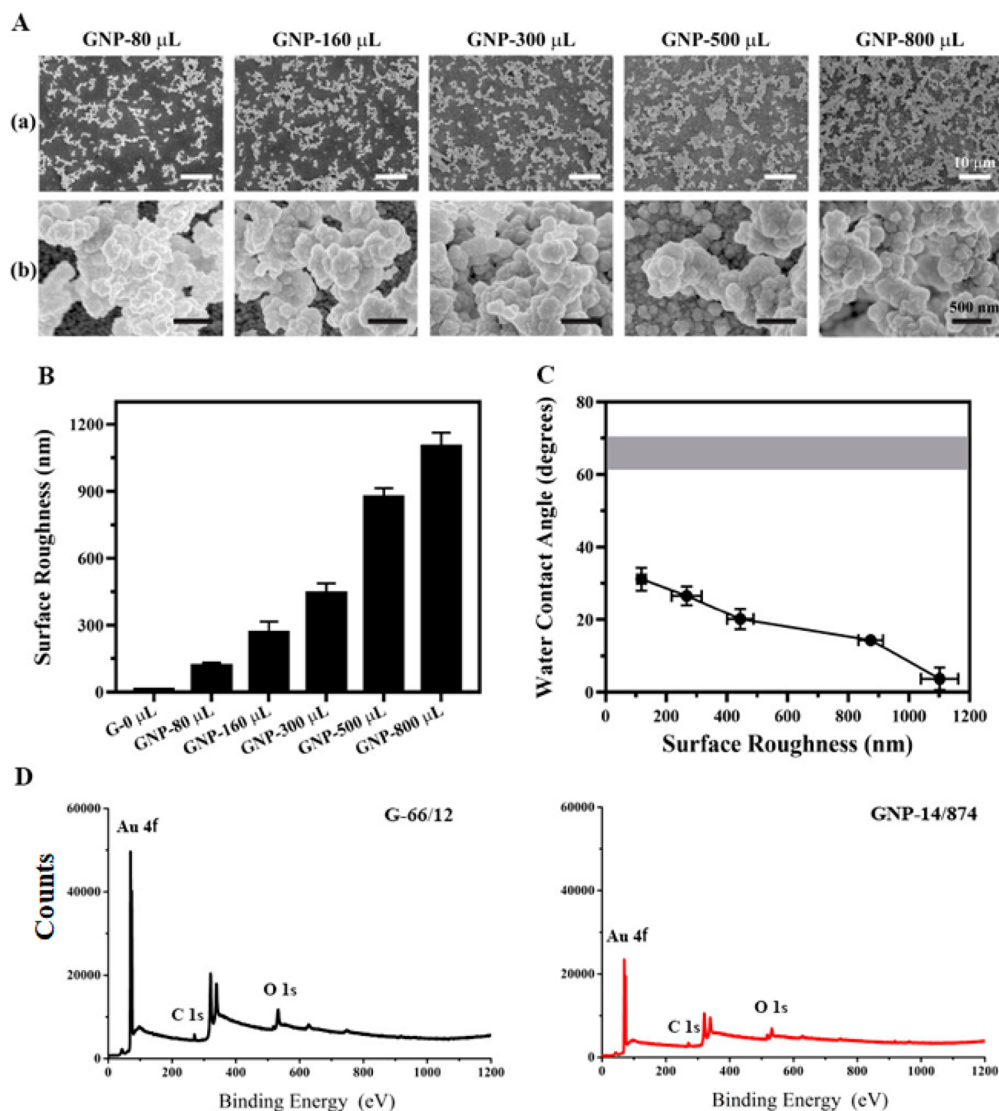 A
GNP-80 μL GNP-160 μL GNP-300 μL GNP-500 μL GNP-800 μL
(a)
10 μm
(b)
500 nm
B
Surface Roughness (nm)
1200
900
600
300
0
G-0 μL GNP-80 μL GNP-160 μL GNP-300 μL GNP-500 μL GNP-800 μL
C
Water Contact Angle (degrees)
80
60
40
20
0
0 200 400 600 800 1000 1200
Surface Roughness (nm)
D
G-66/12
Counts
60000
40000
20000
0
Au 4f
C 1s
O 1s
0 200 400 600 800 1000 1200
Binding Energy (eV)
GNP-14/874
60000
40000
20000
0
Au 4f
C 1s
O 1s
0 200 400 600 800 1000 1200
Binding Energy (eV)